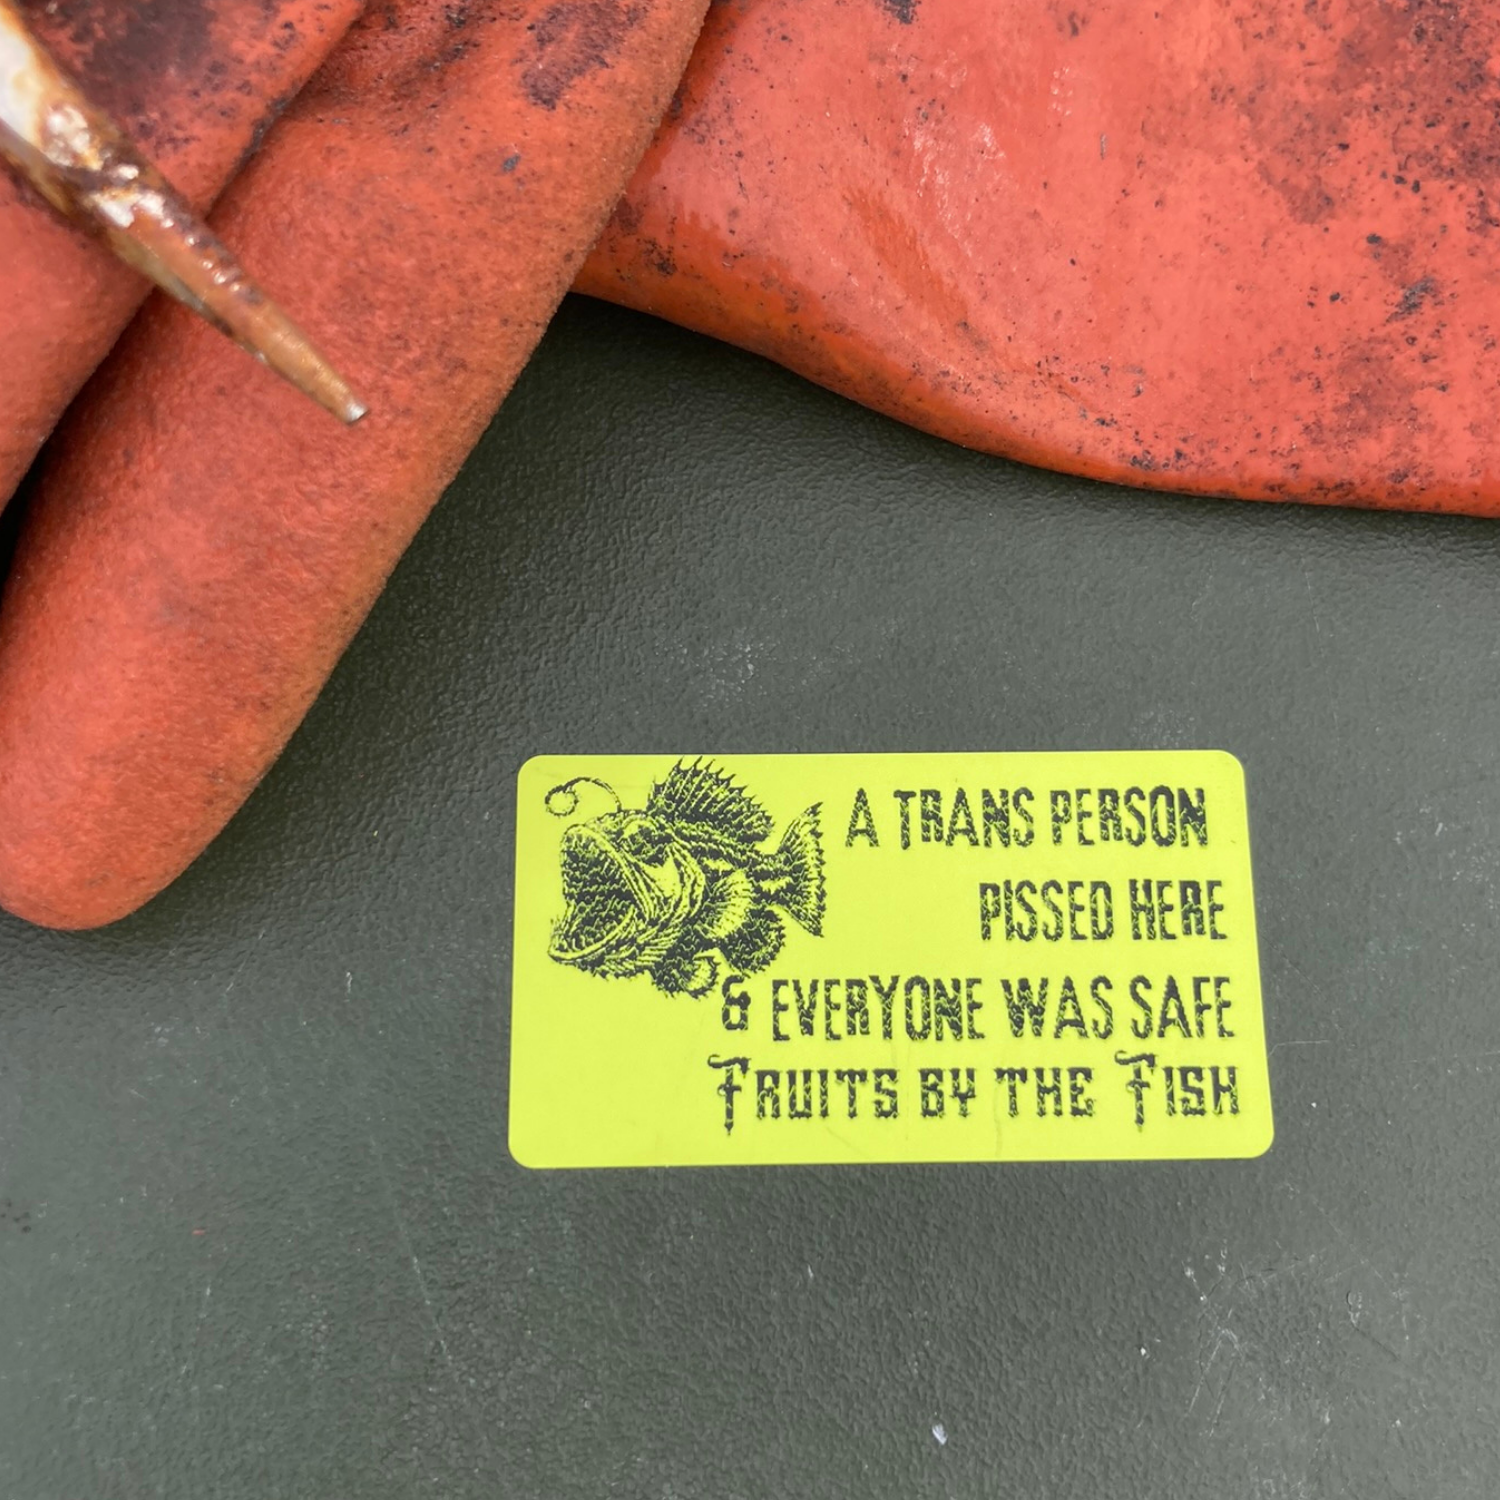 A TRANS PERSON
PISSED HERE
& EVERYONE WAS SAFE
FRUITS BY THE FISH